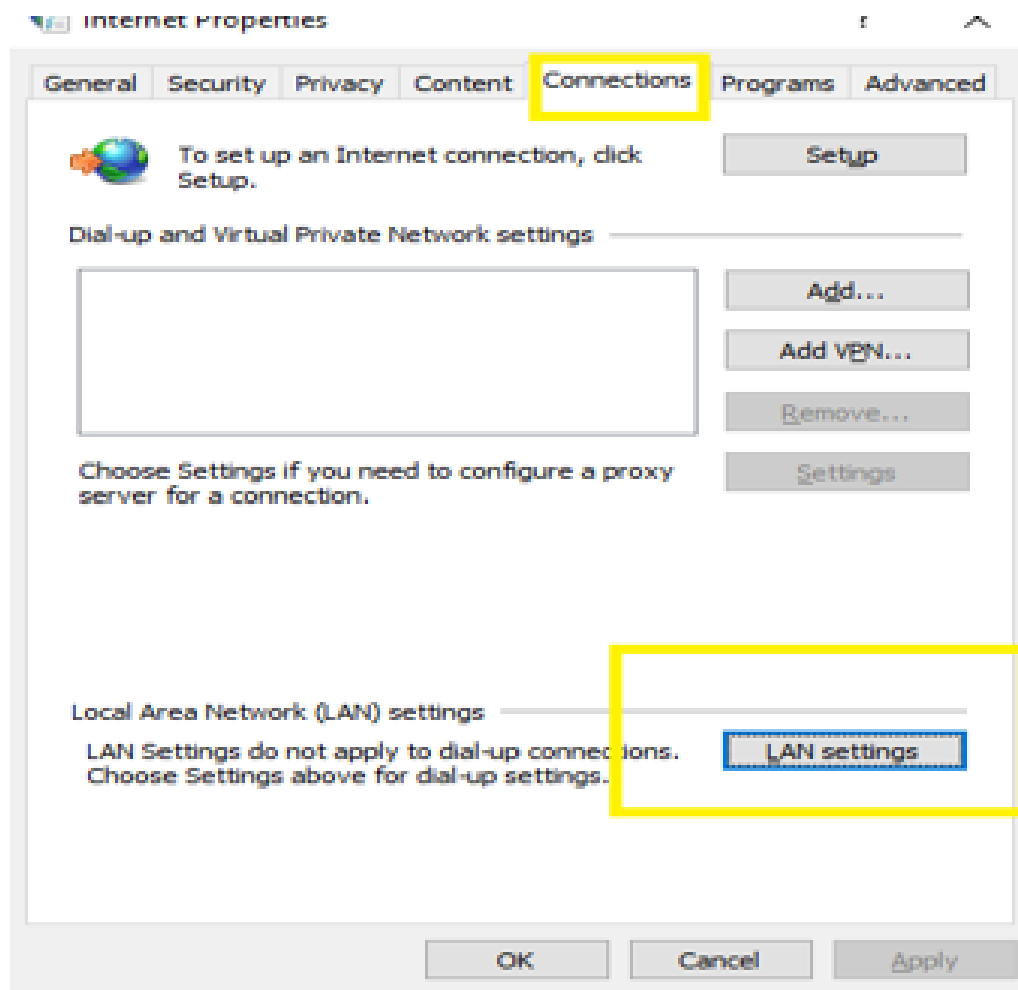 Internet Properties
General Security Privacy Content Connections Programs Advanced
To set up an Internet connection, click
Setup.
Setup
Dial-up and Virtual Private Network settings
Add...
Add VPN...
Remove...
Choose Settings if you need to configure a proxy
server for a connection.
Settings
Local Area Network (LAN) settings
LAN Settings do not apply to dial-up connections.
Choose Settings above for dial-up settings.
LAN settings
OK Cancel Apply